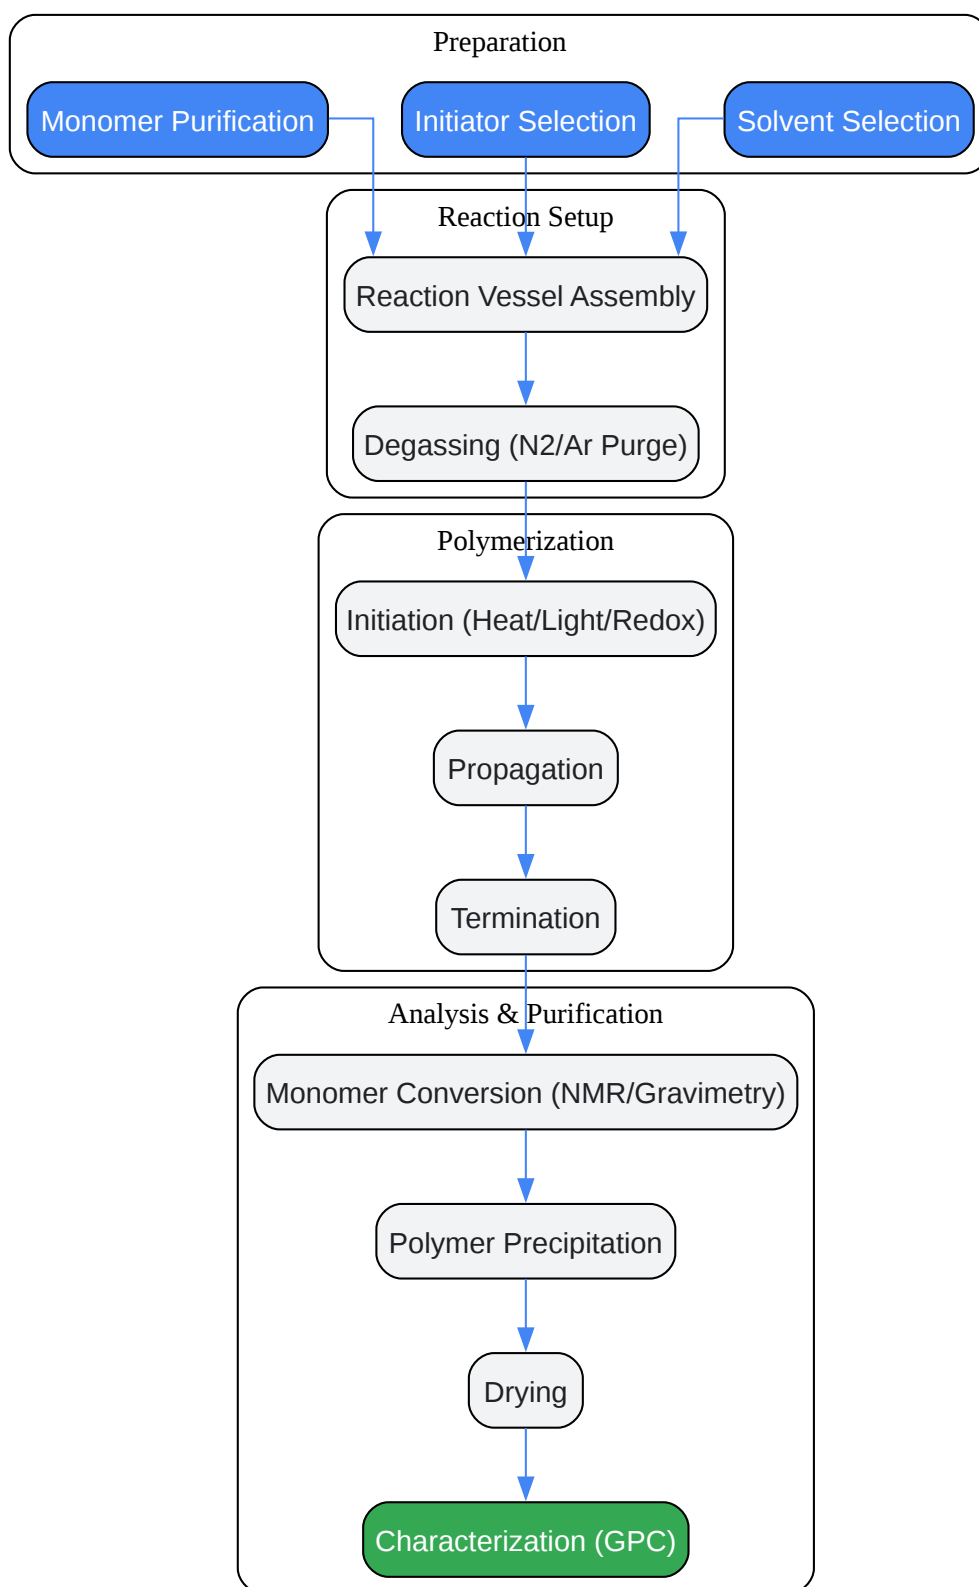 Preparation
Monomer Purification
Initiator Selection
Solvent Selection
Reaction Setup
Reaction Vessel Assembly
Degassing (N2/Ar Purge)
Polymerization
Initiation (Heat/Light/Redox)
Propagation
Termination
Analysis & Purification
Monomer Conversion (NMR/Gravimetry)
Polymer Precipitation
Drying
Characterization (GPC)